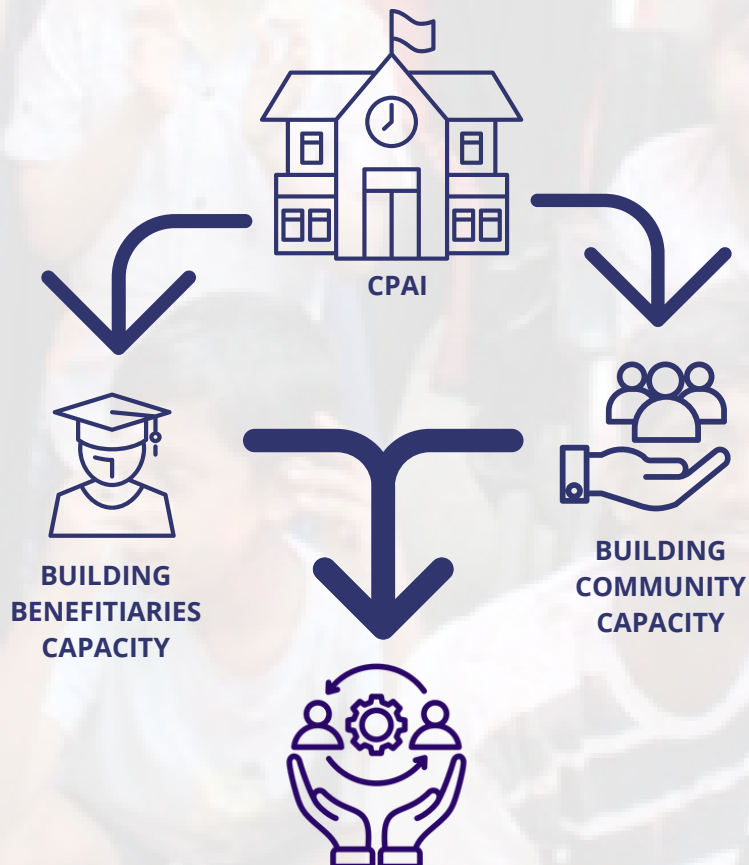 CPAI
BUILDING
BENEFITIARIES
CAPACITY
BUILDING
COMMUNITY
CAPACITY